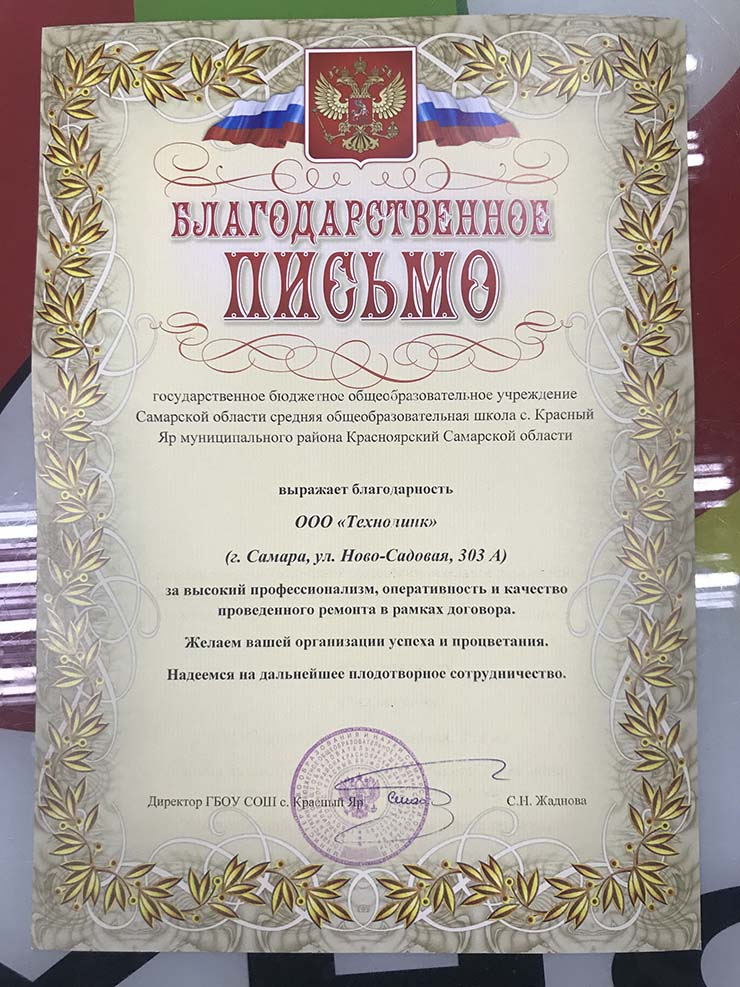 БЛАГОДАРСТВЕННОЕ
ПИСЬМО
государственное бюджетное общеобразовательное учреждение
Самарской области средняя общеобразовательная школа с. Красный
Яр муниципального района Красноярский Самарской области
выражает благодарность
ООО «Технолинк»
(г. Самара, ул. Ново-Садовая, 303 А)
за высокий профессионализм, оперативность и качество
проведенного ремонта в рамках договора.
Желаем вашей организации успеха и процветания.
Надеемся на дальнейшее плодотворное сотрудничество.
Директор ГБОУ СОШ с. Красный Яр
С.Н. Жаднова